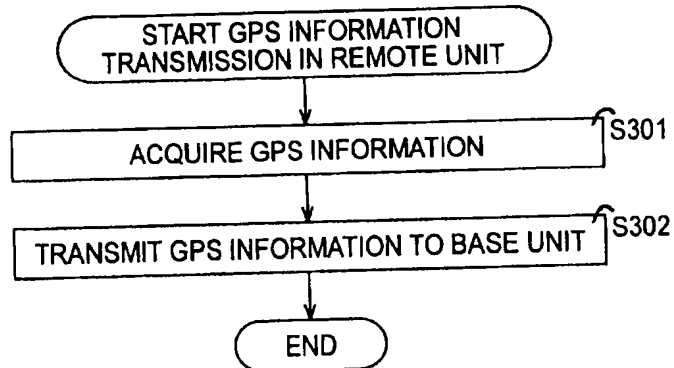 START GPS INFORMATION
TRANSMISSION IN REMOTE UNIT
ACQUIRE GPS INFORMATION
S301
TRANSMIT GPS INFORMATION TO BASE UNIT
S302
END